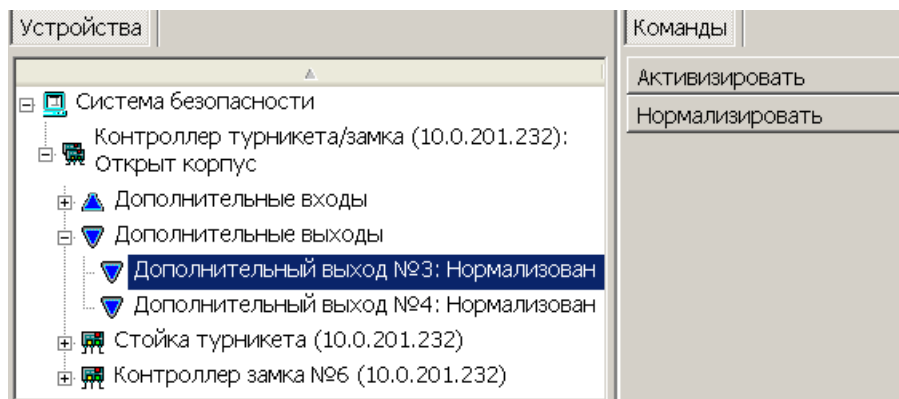 Устройства
Команды
Активизировать
Нормализировать
Система безопасности
Контроллер турникета/замка (10.0.201.232):
Открыт корпус
Дополнительные входы
Дополнительные выходы
Дополнительный выход №3: Нормализован
Дополнительный выход №4: Нормализован
Стойка турникета (10.0.201.232)
Контроллер замка №6 (10.0.201.232)